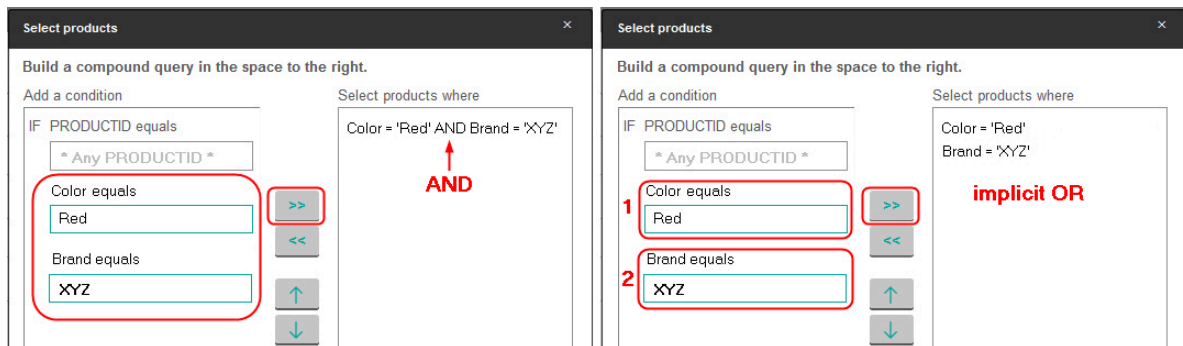 Select products ×
Build a compound query in the space to the right.
Add a condition
Select products where
IF PRODUCTID equals
* Any PRODUCTID *
Color equals
Red
Brand equals
XYZ
>>
<<
↑
↓
Color = 'Red' AND Brand = 'XYZ'
AND
Select products ×
Build a compound query in the space to the right.
Add a condition
Select products where
IF PRODUCTID equals
* Any PRODUCTID *
1
Color equals
Red
2
Brand equals
XYZ
>>
<<
↑
↓
Color = 'Red'
Brand = 'XYZ'
implicit OR